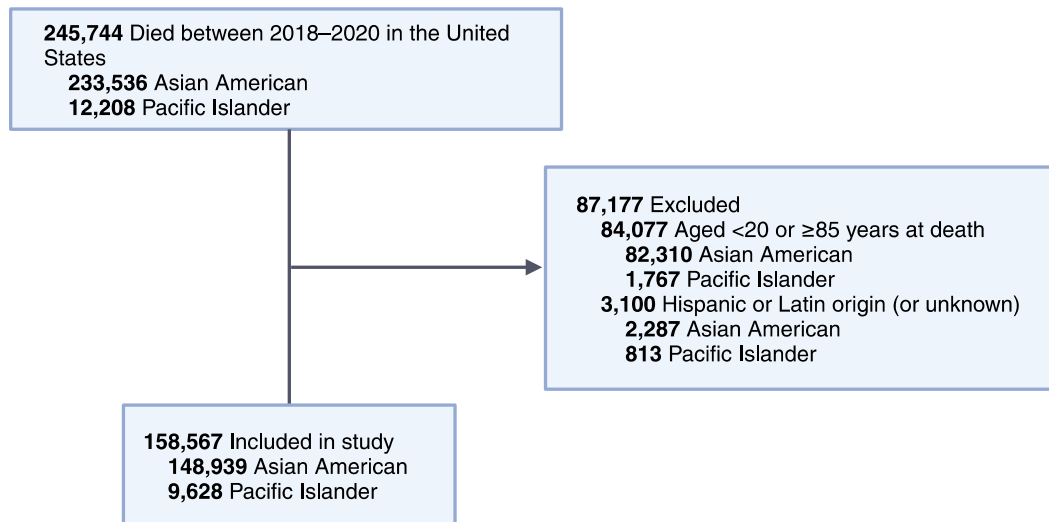 245,744 Died between 2018–2020 in the United
States
233,536 Asian American
12,208 Pacific Islander
87,177 Excluded
84,077 Aged <20 or ≥85 years at death
82,310 Asian American
1,767 Pacific Islander
3,100 Hispanic or Latin origin (or unknown)
2,287 Asian American
813 Pacific Islander
158,567 Included in study
148,939 Asian American
9,628 Pacific Islander